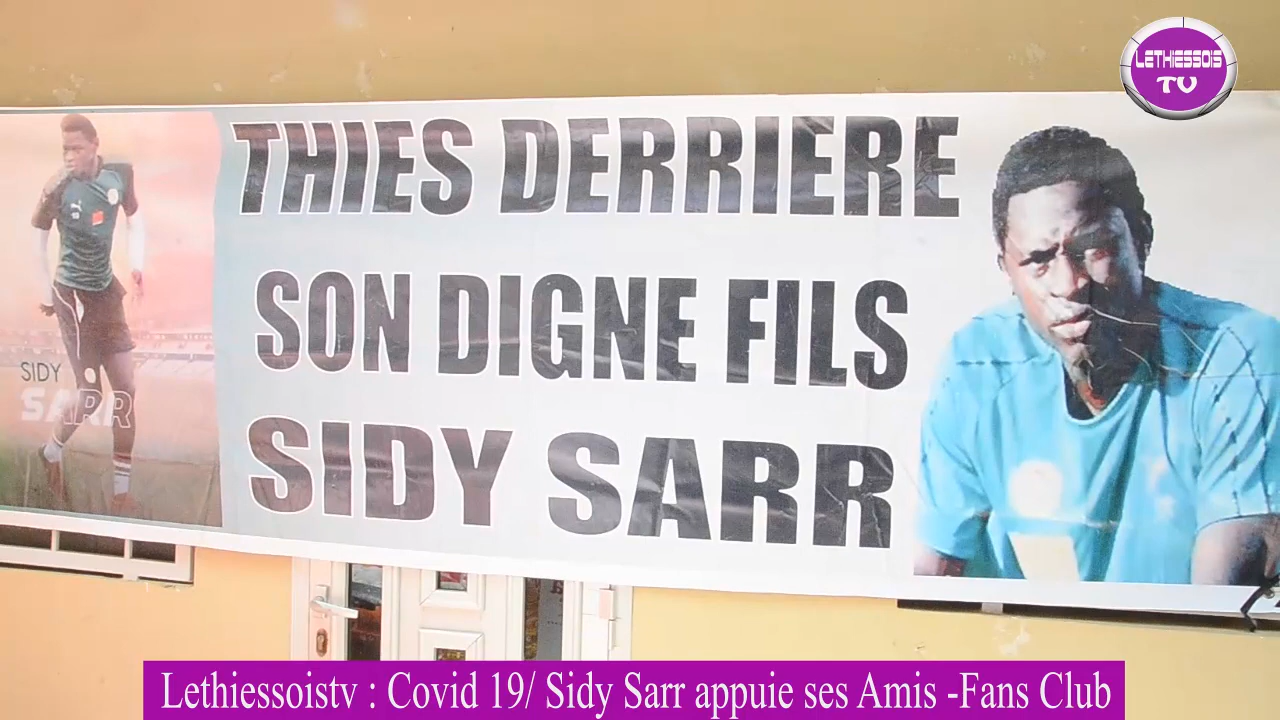 LETHIESSOIS
TV
THIES DERRIERE
SON DIGNE FILS
SIDY SARR
SIDY
SARR
Lethiessoistv : Covid 19/ Sidy Sarr appuie ses Amis -Fans Club